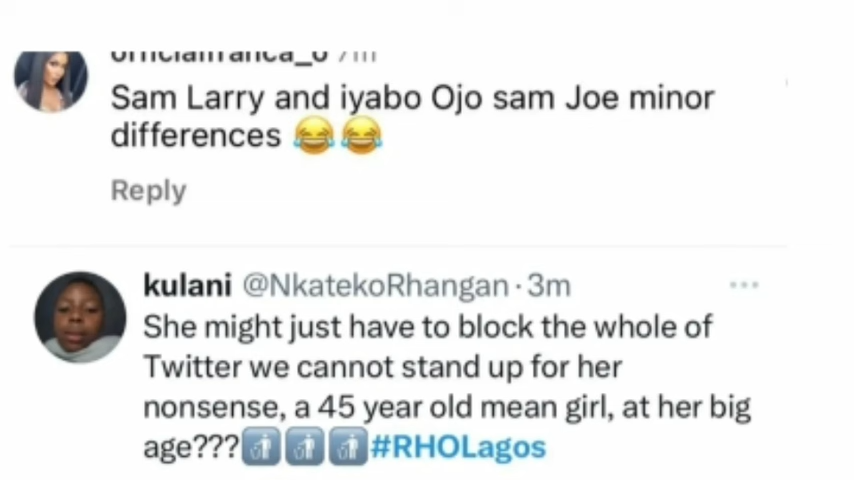 officialfranca_o 7m
Sam Larry and iyabo Ojo sam Joe minor
differences 😂😂
Reply
kulani @NkatekoRhangan · 3m
She might just have to block the whole of
Twitter we cannot stand up for her
nonsense, a 45 year old mean girl, at her big
age???🚮🚮🚮#RHOLagos